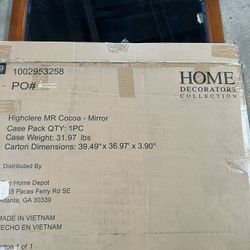 1002953258
PO#
HOME
DECORATORS
COLLECTION
Highclere MR Cocoa - Mirror
Case Pack QTY: 1PC
Case Weight: 31.97 lbs
Carton Dimensions: 39.49" x 36.97" x 3.90"
Distributed By
Home Depot
Paces Ferry Rd SE
Atlanta, GA 30339
MADE IN VIETNAM
HECHO EN VIETNAM
1 of 1